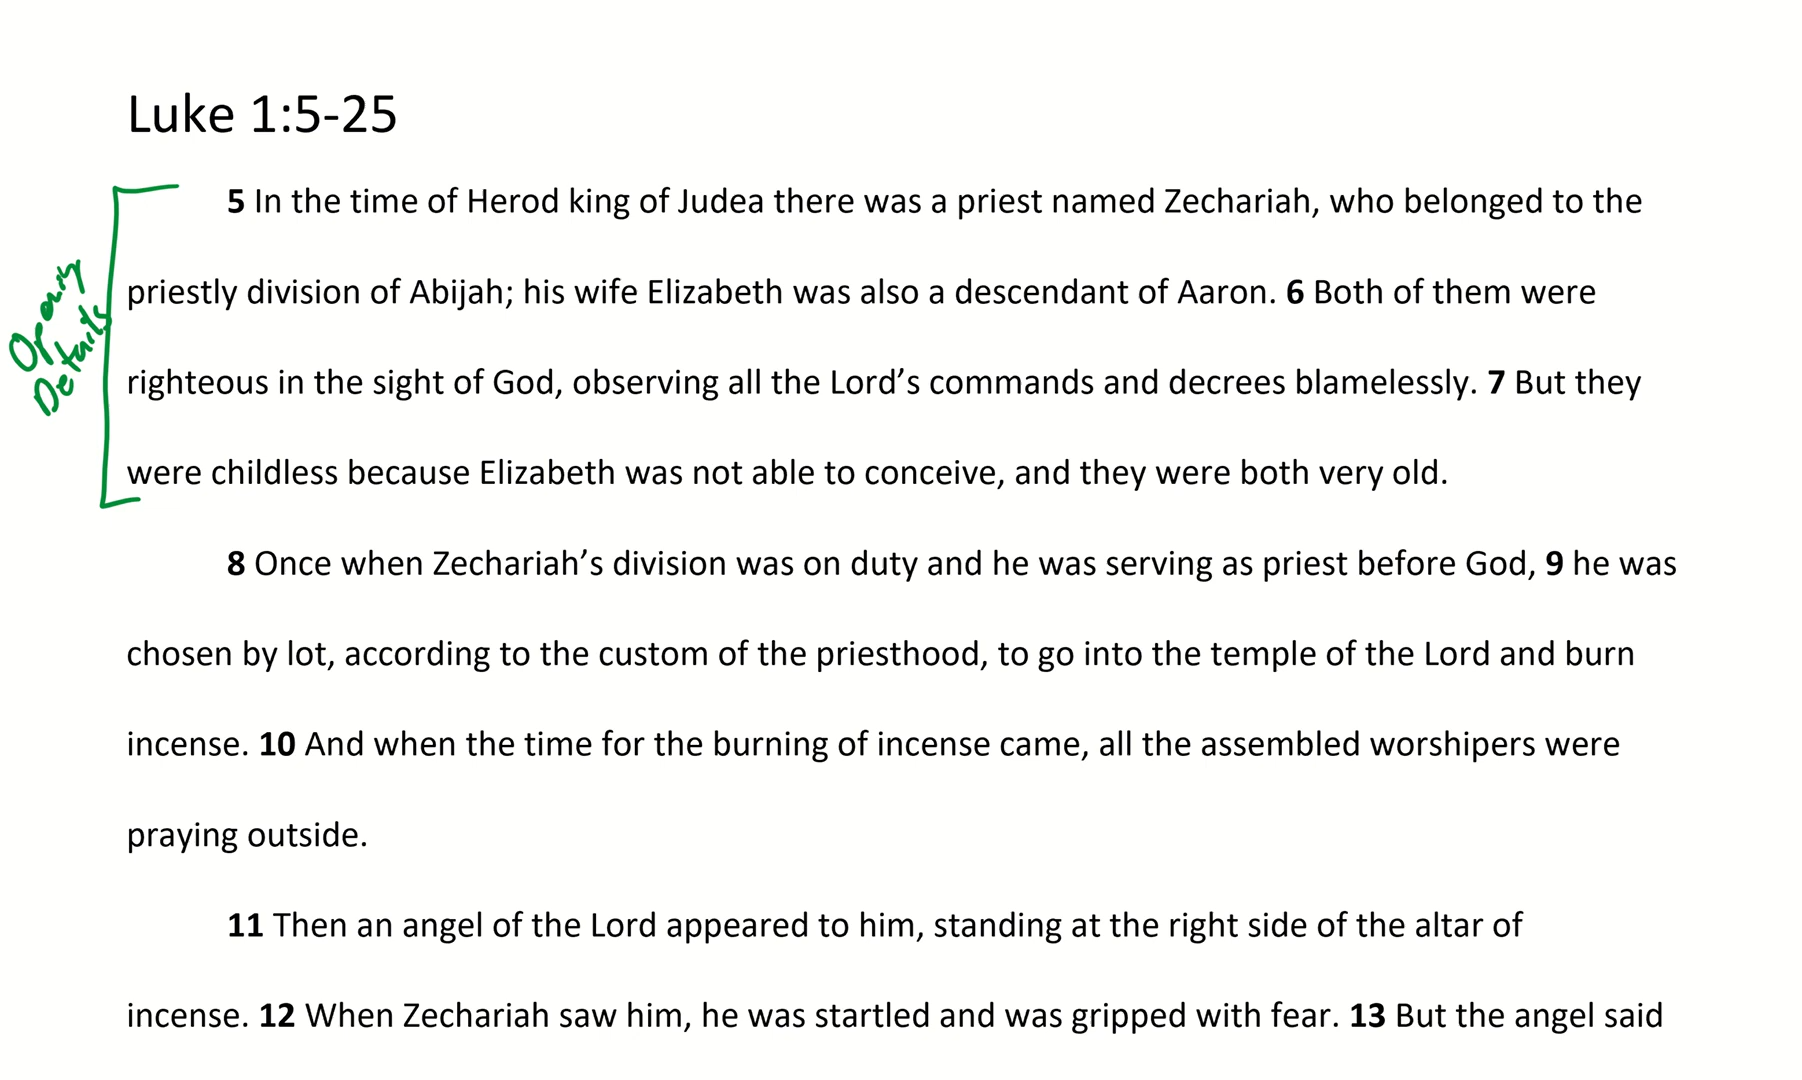 Luke 1:5-25
5 In the time of Herod king of Judea there was a priest named Zechariah, who belonged to the
priestly division of Abijah; his wife Elizabeth was also a descendant of Aaron. 6 Both of them were
righteous in the sight of God, observing all the Lord’s commands and decrees blamelessly. 7 But they
were childless because Elizabeth was not able to conceive, and they were both very old.
Details
8 Once when Zechariah’s division was on duty and he was serving as priest before God, 9 he was
chosen by lot, according to the custom of the priesthood, to go into the temple of the Lord and burn
incense. 10 And when the time for the burning of incense came, all the assembled worshipers were
praying outside.
11 Then an angel of the Lord appeared to him, standing at the right side of the altar of
incense. 12 When Zechariah saw him, he was startled and was gripped with fear. 13 But the angel said